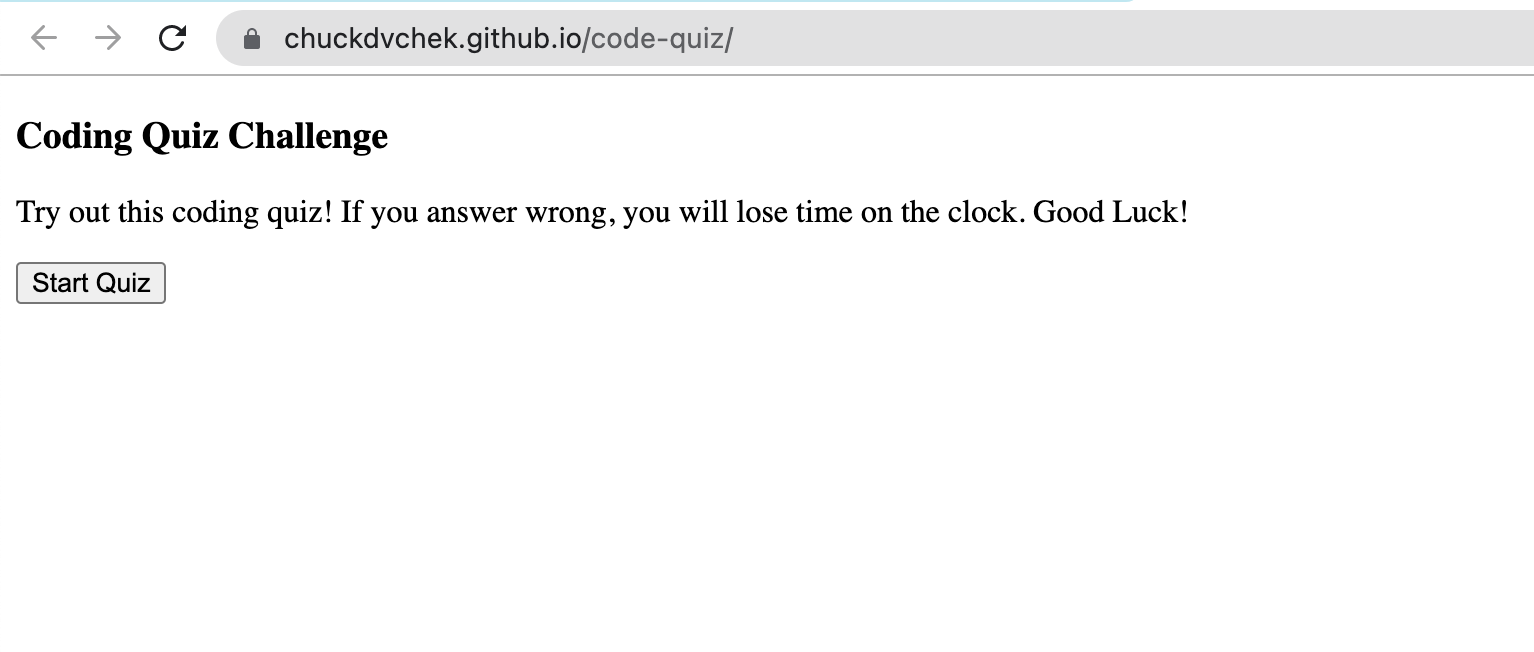 chuckdvchek.github.io/code-quiz/
Coding Quiz Challenge
Try out this coding quiz! If you answer wrong, you will lose time on the clock. Good Luck!
Start Quiz